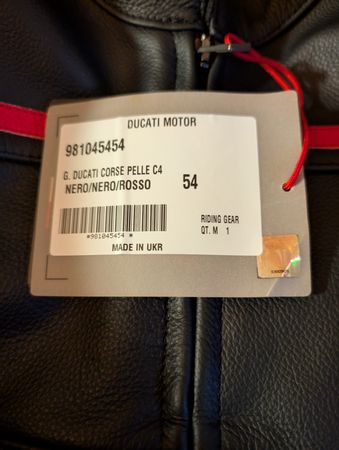 DUCATI MOTOR
981045454
G. DUCATI CORSE PELLE C4
NERO/NERO/ROSSO 54
*981045454 *
RIDING GEAR
QT. M 1
MADE IN UKR